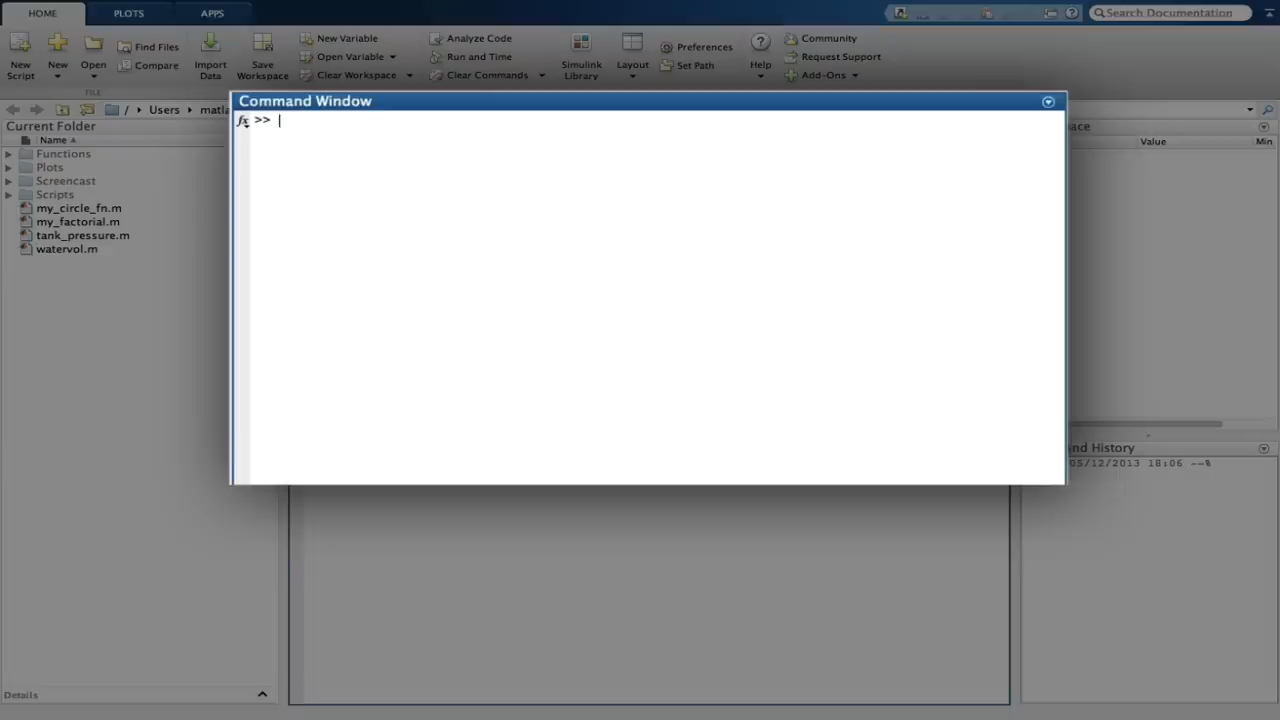 HOME PLOTS APPS
Search Documentation
New Script
New
Open
Find Files
Compare
Import Data
Save Workspace
New Variable
Open Variable
Clear Workspace
Analyze Code
Run and Time
Clear Commands
Simulink Library
Layout
Preferences
Set Path
Help
Community
Request Support
Add-Ons
FILE
/ Users
Current Folder
Name
Functions
Plots
Screencast
Scripts
my_circle_fn.m
my_factorial.m
tank_pressure.m
watervol.m
Details
Command Window
fx >>
Value Min
05/12/2013 18:06 --%